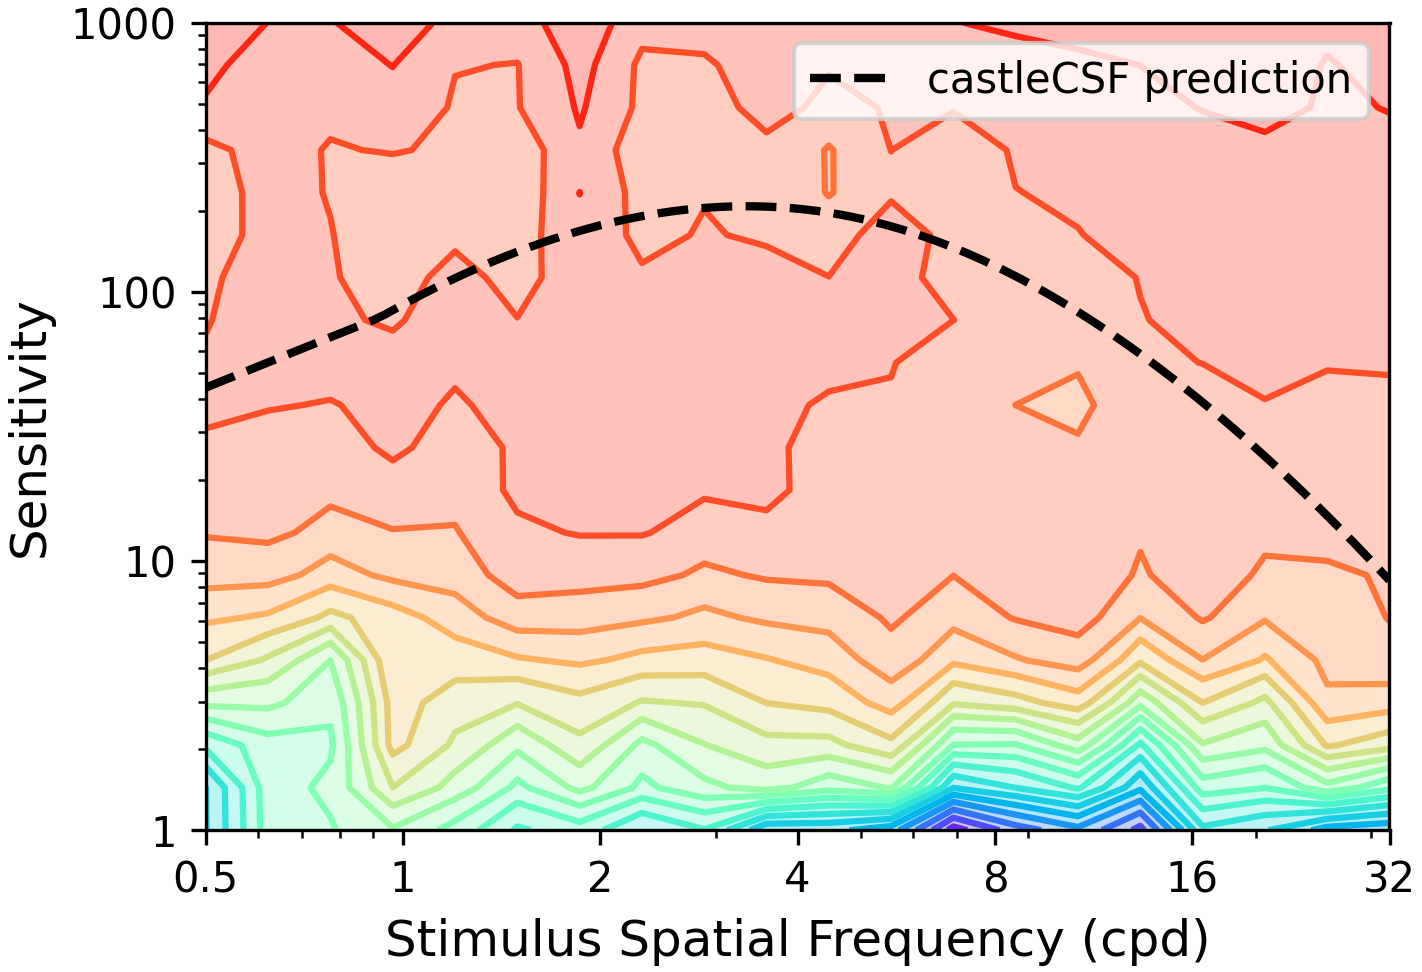 1000
castleCSF prediction
100
Sensitivity
10
1
0.5 1 2 4 8 16 32
Stimulus Spatial Frequency (cpd)